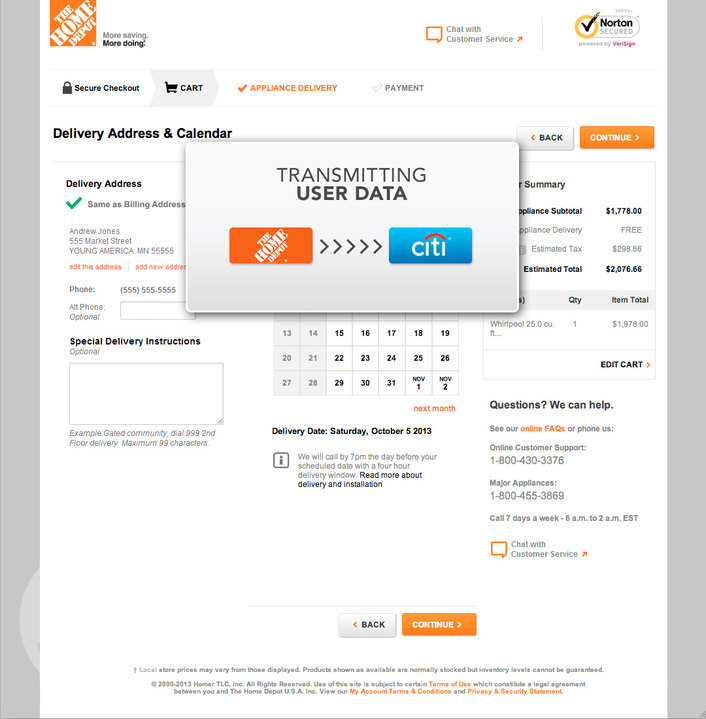 THE HOME DEPOT
More saving.
More doing.
Chat with
Customer Service
Norton
SECURED
powered by VeriSign
Secure Checkout
CART
APPLIANCE DELIVERY
PAYMENT
Delivery Address & Calendar
BACK
CONTINUE
Delivery Address
Same as Billing Address
Andrew Jones
555 Market Street
YOUNG AMERICA, MN 55555
edit this address
add new addre
Phone: (555) 555-5555
Alt Phone:
Optional
Special Delivery Instructions
Optional
Example:Gated community, dial 999 2nd
Floor delivery. Maximum 99 characters.
TRANSMITTING
USER DATA
THE HOME DEPOT
citi
13 14 15 16 17 18 19
20 21 22 23 24 25 26
27 28 29 30 31 NOV 1 NOV 2
next month
Delivery Date: Saturday, October 5 2013
We will call by 7pm the day before your
scheduled date with a four hour
delivery window. Read more about
delivery and installation
r Summary
ppliance Subtotal $1,778.00
ppliance Delivery FREE
Estimated Tax $298.66
Estimated Total $2,076.66
s) Qty Item Total
Whirlpool 25.0 cu. 1 $1,978.00
ft....
EDIT CART
Questions? We can help.
See our online FAQs or phone us:
Online Customer Support:
1-800-430-3376
Major Appliances:
1-800-455-3869
Call 7 days a week - 6 a.m. to 2 a.m. EST
Chat with
Customer Service
BACK
CONTINUE
† Local store prices may vary from those displayed. Products shown as available are normally stocked but inventory levels cannot be guaranteed.
© 2000-2013 Homer TLC, Inc. All Rights Reserved. Use of this site is subject to certain Terms of Use which constitute a legal agreement
between you and The Home Depot U.S.A. Inc. View our My Account Terms & Conditions and Privacy & Security Statement.